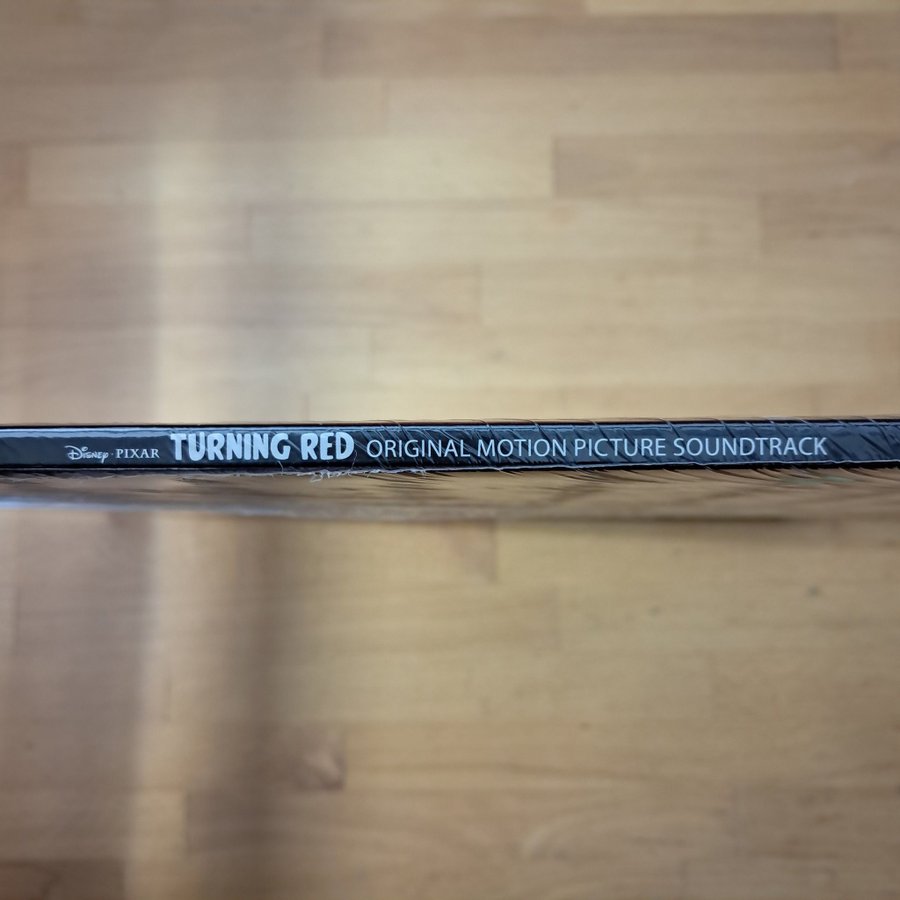 Disney · PIXAR TURNING RED ORIGINAL MOTION PICTURE SOUNDTRACK